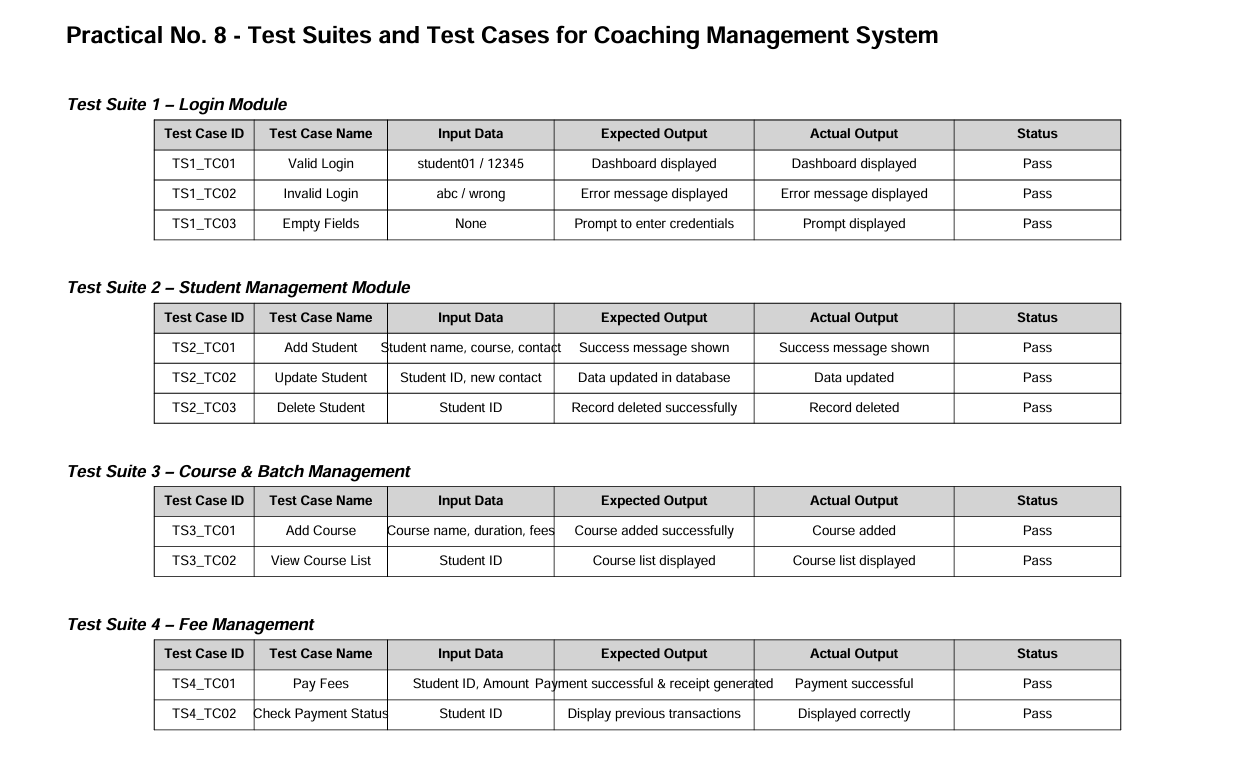 Practical No. 8 - Test Suites and Test Cases for Coaching Management System
Test Suite 1 – Login Module
Test Case ID Test Case Name Input Data Expected Output Actual Output Status
TS1_TC01 Valid Login student01 / 12345 Dashboard displayed Dashboard displayed Pass
TS1_TC02 Invalid Login abc / wrong Error message displayed Error message displayed Pass
TS1_TC03 Empty Fields None Prompt to enter credentials Prompt displayed Pass
Test Suite 2 – Student Management Module
Test Case ID Test Case Name Input Data Expected Output Actual Output Status
TS2_TC01 Add Student Student name, course, contact Success message shown Success message shown Pass
TS2_TC02 Update Student Student ID, new contact Data updated in database Data updated Pass
TS2_TC03 Delete Student Student ID Record deleted successfully Record deleted Pass
Test Suite 3 – Course & Batch Management
Test Case ID Test Case Name Input Data Expected Output Actual Output Status
TS3_TC01 Add Course Course name, duration, fees Course added successfully Course added Pass
TS3_TC02 View Course List Student ID Course list displayed Course list displayed Pass
Test Suite 4 – Fee Management
Test Case ID Test Case Name Input Data Expected Output Actual Output Status
TS4_TC01 Pay Fees Student ID, Amount Payment successful & receipt generated Payment successful Pass
TS4_TC02 Check Payment Status Student ID Display previous transactions Displayed correctly Pass